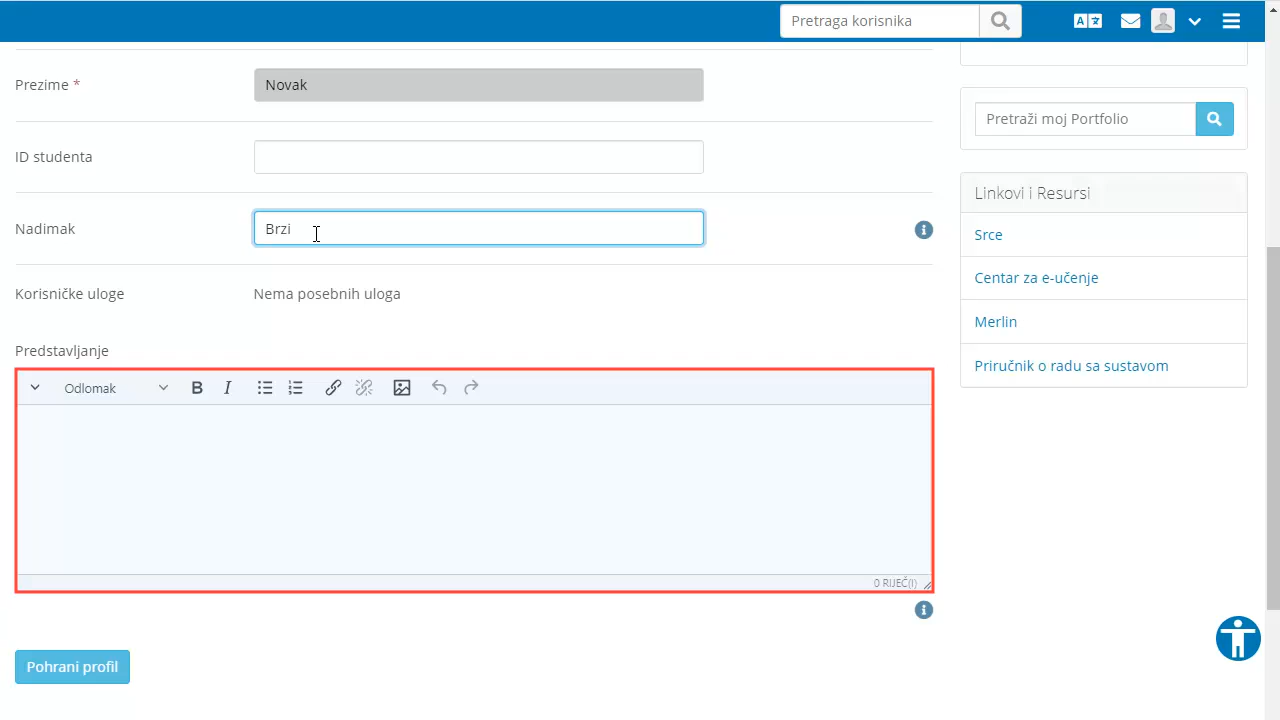 Pretraga korisnika
Prezime * Novak
Pretraži moj Portfolio
ID studenta
Linkovi i Resursi
Nadimak Brzi
Srce
Centar za e-učenje
Korisničke uloge Nema posebnih uloga
Merlin
Predstavljanje
Priručnik o radu sa sustavom
Odlomak B I
0 RIJEČ(I)
Pohrani profil